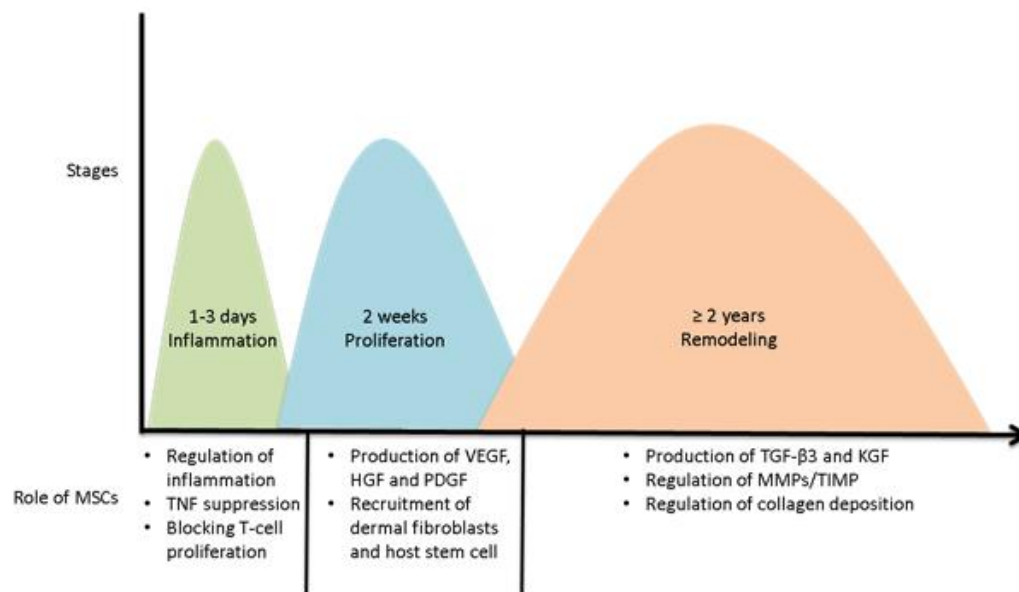 Stages
1-3 days
Inflammation
2 weeks
Proliferation
≥ 2 years
Remodeling
Role of MSCs
• Regulation of
inflammation
• TNF suppression
• Blocking T-cell
proliferation
• Production of VEGF,
HGF and PDGF
• Recruitment of
dermal fibroblasts
and host stem cell
• Production of TGF-β3 and KGF
• Regulation of MMPs/TIMP
• Regulation of collagen deposition